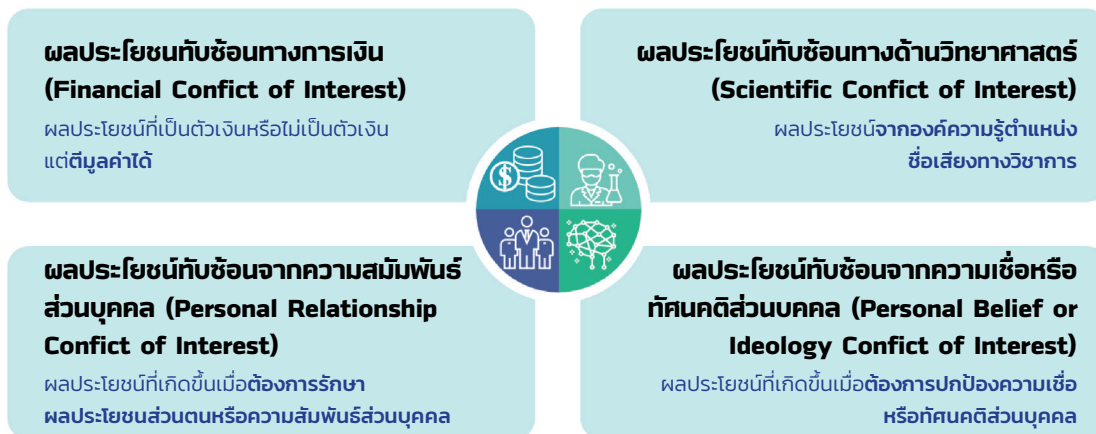 ผลประโยชนทับซ้อนทางการเงิน
(Financial Confict of Interest)
ผลประโยชน์ที่เป็นตัวเงินหรือไม่เป็นตัวเงิน
แต่ตีมูลค่าได้
ผลประโยชน์ทับซ้อนทางด้านวิทยาศาสตร์
(Scientific Confict of Interest)
ผลประโยชน์จากองค์ความรู้ตำแหน่ง
ชื่อเสียงทางวิชาการ
ผลประโยชน์ทับซ้อนจากความสมัมพันธ์
ส่วนบุคคล (Personal Relationship
Confict of Interest)
ผลประโยชน์ที่เกิดขึ้นเมื่อต้องการรักษา
ผลประโยชนส่วนตนหรือความสัมพันธ์ส่วนบุคคล
ผลประโยชน์ทับซ้อนจากความเชื่อหรือ
ทัศนคติส่วนบคคล (Personal Belief or
Ideology Confict of Interest)
ผลประโยชน์ที่เกิดขึ้นเมื่อต้องการปกป้องความเชื่อ
หรือทัศนคติส่วนบุคคล